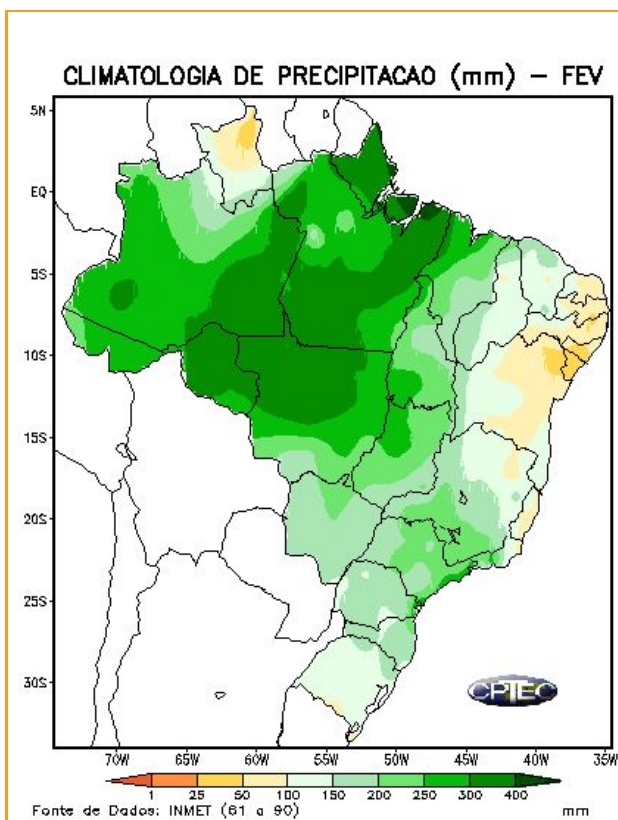 CLIMATOLOGIA DE PRECIPITACAO (mm) – FEV
5N
EQ
5S
10S
15S
20S
25S
30S
CPTEC
70W 65W 60W 55W 50W 45W 40W 35W
1 25 50 100 150 200 250 300 400
Fonte de Dados: INMET (61 a 90) mm